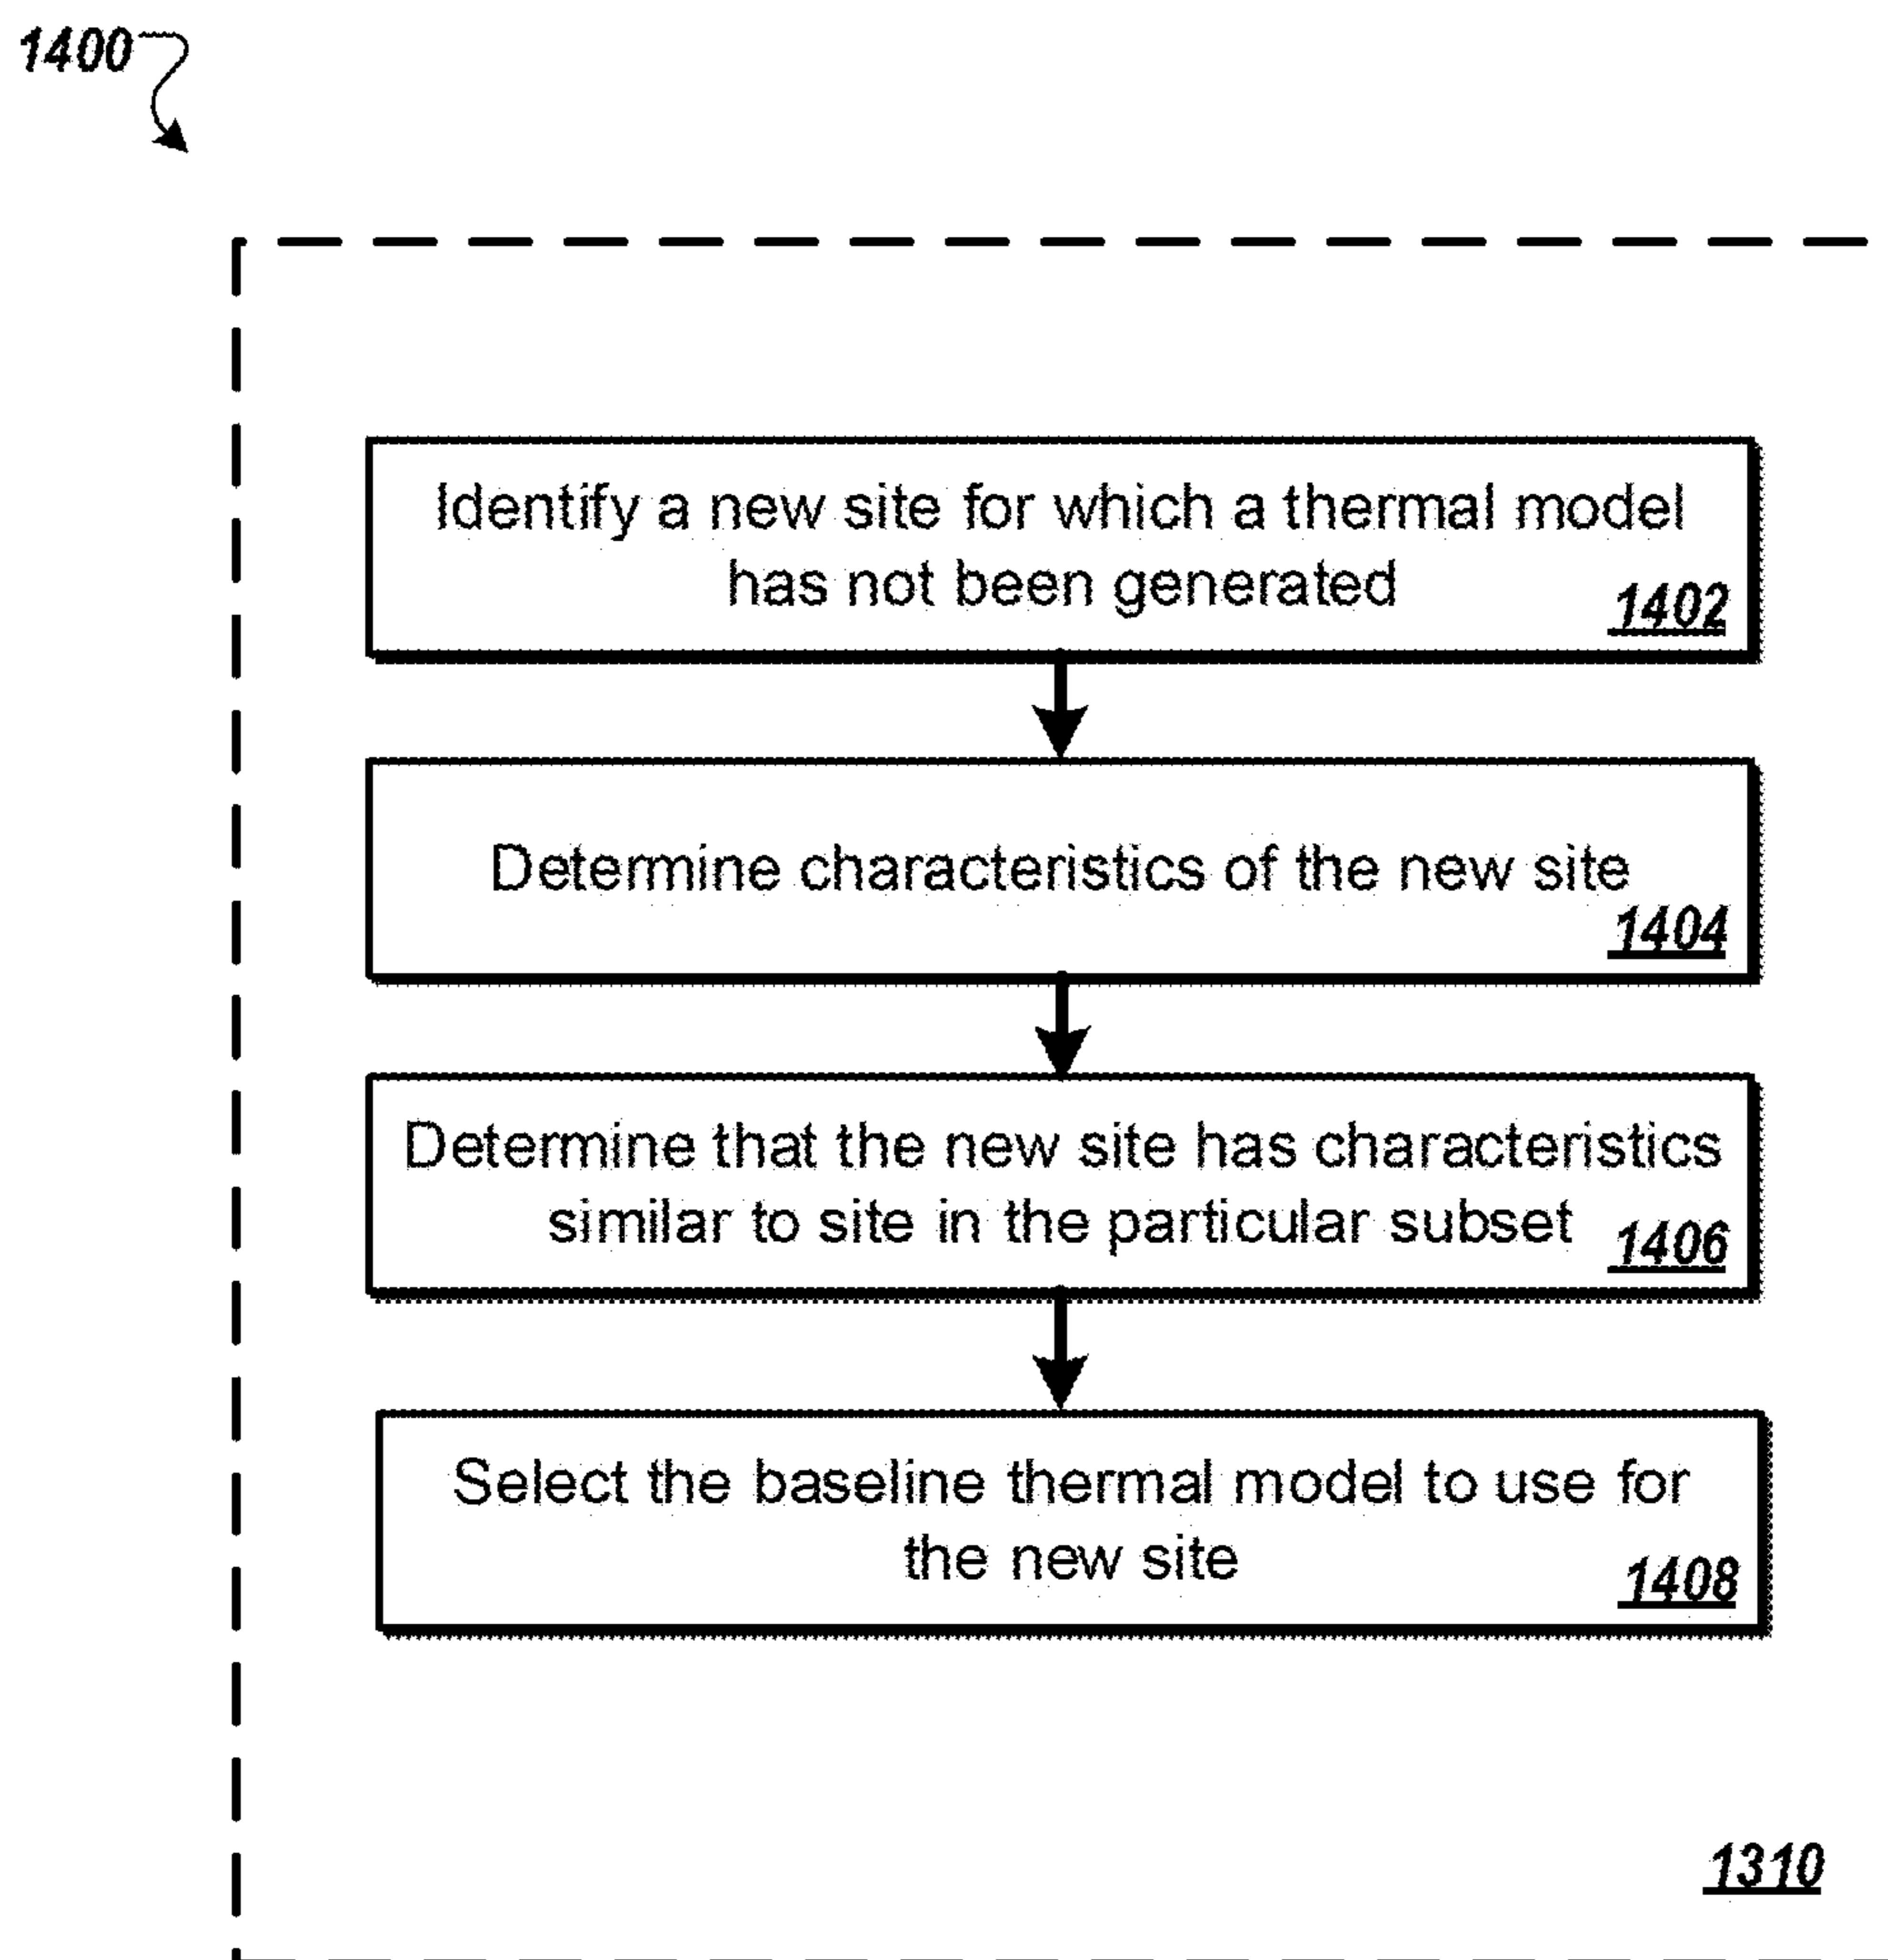 1400
Identify a new site for which a thermal model
has not been generated
1402
Determine characteristics of the new site
1404
Determine that the new site has characteristics
similar to site in the particular subset
1406
Select the baseline thermal model to use for
the new site
1408
1310